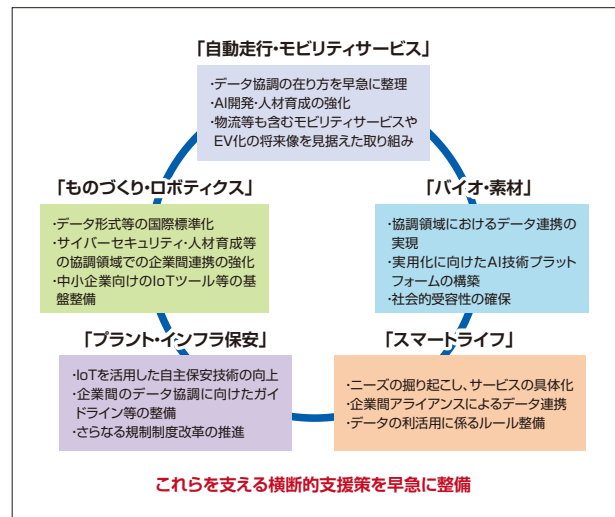 「自動走行・モビリティサービス」
・データ協調の在り方を早急に整理
・AI開発・人材育成の強化
・物流等も含むモビリティサービスや
EV化の将来像を見据えた取り組み
「ものづくり・ロボティクス」
・データ形式等の国際標準化
・サイバーセキュリティ・人材育成等
の協調領域での企業間連携の強化
・中小企業向けのIoTツール等の基
盤整備
「バイオ・素材」
・協調領域におけるデータ連携の
実現
・実用化に向けたAI技術プラット
フォームの構築
・社会的受容性の確保
「プラント・インフラ保安」
・IoTを活用した自主保安技術の向上
・企業間のデータ協調に向けたガイ
ドライン等の整備
・さらなる規制制度改革の推進
「スマートライフ」
・ニーズの掘り起こし、サービスの具体化
・企業間アライアンスによるデータ連携
・データの利活用に係るルール整備
これらを支える横断的支援策を早急に整備